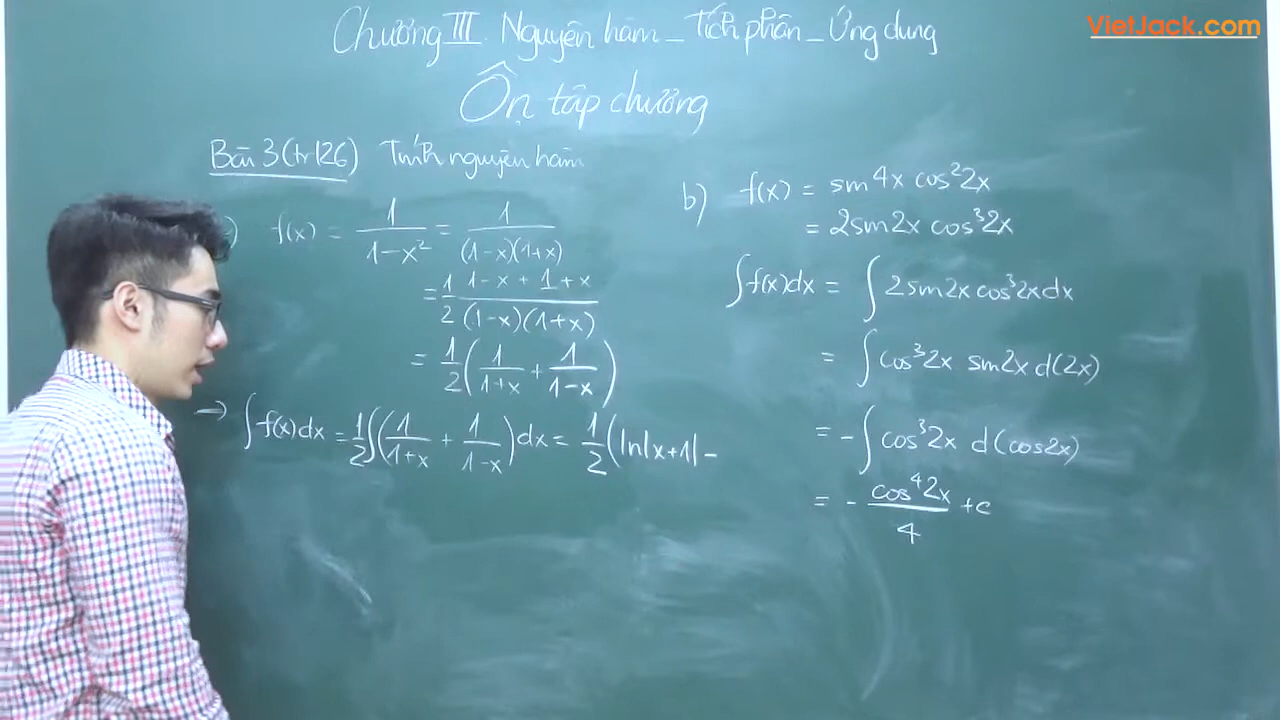 VietJack.com
Chương III. Nguyên hàm - Tích phân - Ứng dụng
Ôn tập chương
Bài 3 (tr 126) Tính nguyên hàm
) f(x) = 1/(1-x²) = 1/((1-x)(1+x))
= 1/2 (1-x + 1+x)/((1-x)(1+x))
= 1/2 (1/(1+x) + 1/(1-x))
→ ∫f(x)dx = 1/2 ∫(1/(1+x) + 1/(1-x))dx = 1/2 (ln|x+1| -
b) f(x) = sin4x cos²2x
= 2sin2x cos³2x
∫f(x)dx = ∫ 2sin2x cos³2x dx
= ∫ cos³2x sin2x d(2x)
= -∫ cos³2x d(cos2x)
= - cos⁴2x/4 + c